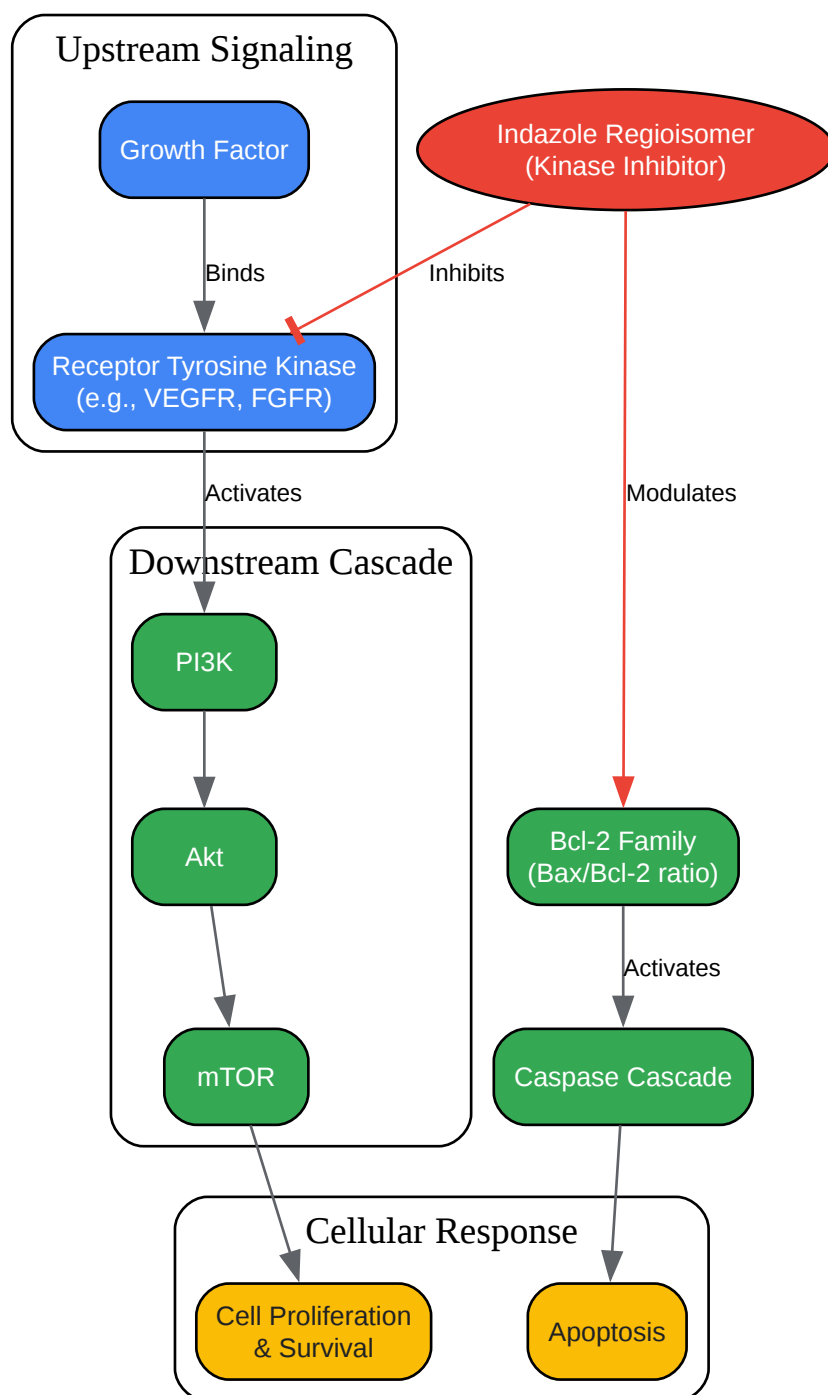 Upstream Signaling
Growth Factor
Indazole Regioisomer
(Kinase Inhibitor)
Binds
Inhibits
Receptor Tyrosine Kinase
(e.g., VEGFR, FGFR)
Activates
Modulates
Downstream Cascade
PI3K
Akt
Bcl-2 Family
(Bax/Bcl-2 ratio)
Activates
mTOR
Caspase Cascade
Cellular Response
Cell Proliferation
& Survival
Apoptosis